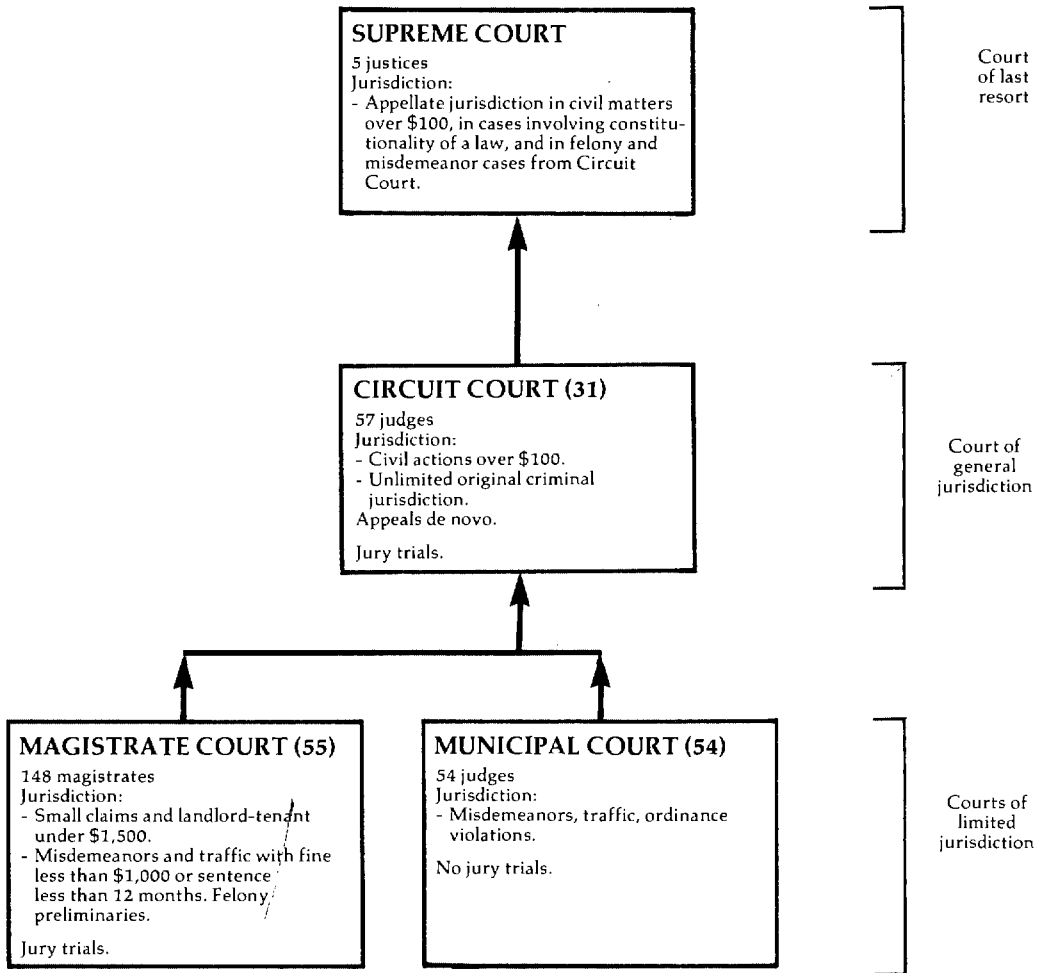 SUPREME COURT
5 justices
Jurisdiction:
- Appellate jurisdiction in civil matters
over $100, in cases involving constitu-
tionality of a law, and in felony and
misdemeanor cases from Circuit
Court.
Court
of last
resort
CIRCUIT COURT (31)
57 judges
Jurisdiction:
- Civil actions over $100.
- Unlimited original criminal
jurisdiction.
Appeals de novo.
Jury trials.
Court of
general
jurisdiction
MAGISTRATE COURT (55)
148 magistrates
Jurisdiction:
- Small claims and landlord-tenant
under $1,500.
- Misdemeanors and traffic with fine
less than $1,000 or sentence
less than 12 months. Felony
preliminaries.
Jury trials.
MUNICIPAL COURT (54)
54 judges
Jurisdiction:
- Misdemeanors, traffic, ordinance
violations.
No jury trials.
Courts of
limited
jurisdiction